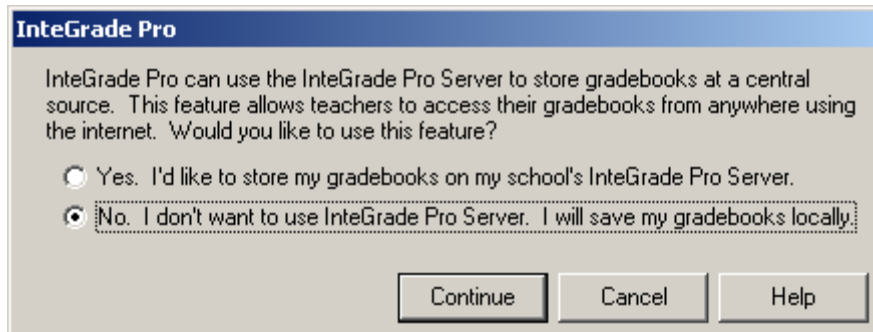 InteGrade Pro
InteGrade Pro can use the InteGrade Pro Server to store gradebooks at a central
source.  This feature allows teachers to access their gradebooks from anywhere using
the internet.  Would you like to use this feature?
Yes.  I'd like to store my gradebooks on my school's InteGrade Pro Server.
No.  I don't want to use InteGrade Pro Server.  I will save my gradebooks locally.
Continue
Cancel
Help